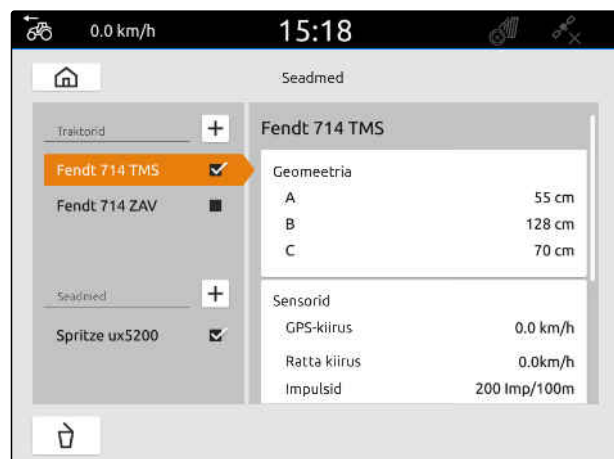 0.0 km/h
15:18
Seadmed
Traktorid
Fendt 714 TMS
Fendt 714 ZAV
Seadmed
Spritze ux5200
Fendt 714 TMS
Geomeetria
A 55 cm
B 128 cm
C 70 cm
Sensorid
GPS-kiirus 0.0 km/h
Ratta kiirus 0.0km/h
Impulsid 200 Imp/100m